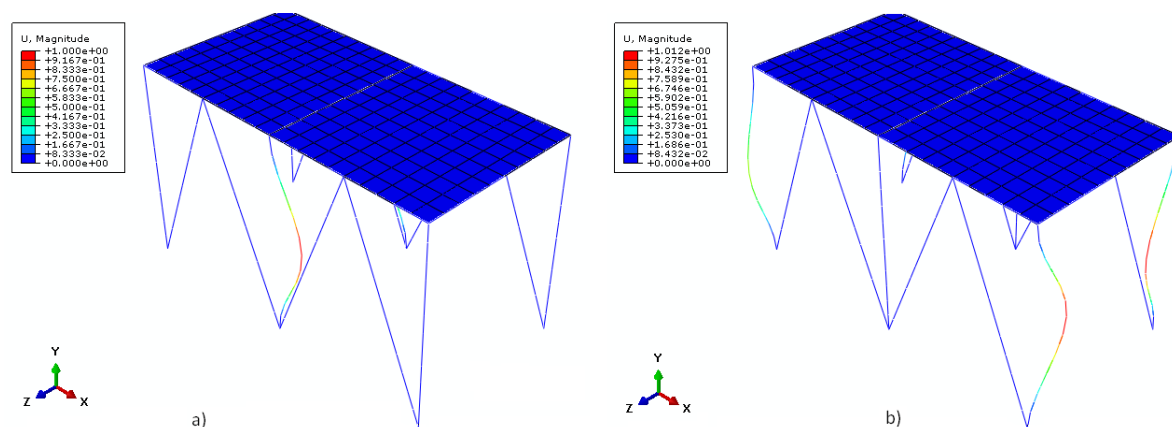 U, Magnitude
+1.000e+00
+9.167e-01
+8.333e-01
+7.500e-01
+6.667e-01
+5.833e-01
+5.000e-01
+4.167e-01
+3.333e-01
+2.500e-01
+1.667e-01
+8.333e-02
+0.000e+00
Y
Z
X
a)
U, Magnitude
+1.012e+00
+9.275e-01
+8.432e-01
+7.589e-01
+6.746e-01
+5.902e-01
+5.059e-01
+4.216e-01
+3.373e-01
+2.530e-01
+1.686e-01
+8.432e-02
+0.000e+00
Y
Z
X
b)